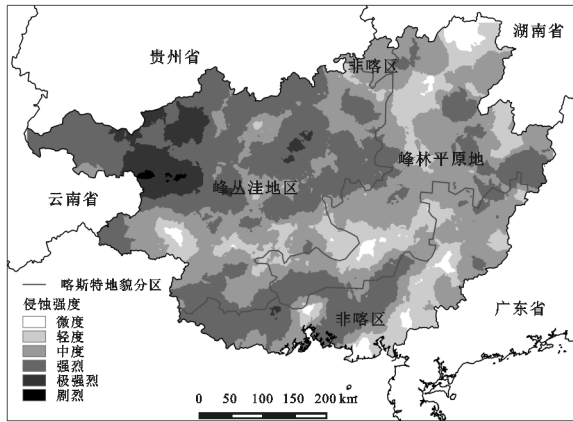 贵州省
湖南省
非喀区
峰林平原地
云南省
峰丛洼地区
喀斯特地貌分区
侵蚀强度
微度
轻度
中度
强烈
极强烈
剧烈
非喀区
广东省
0 50 100 150 200 km